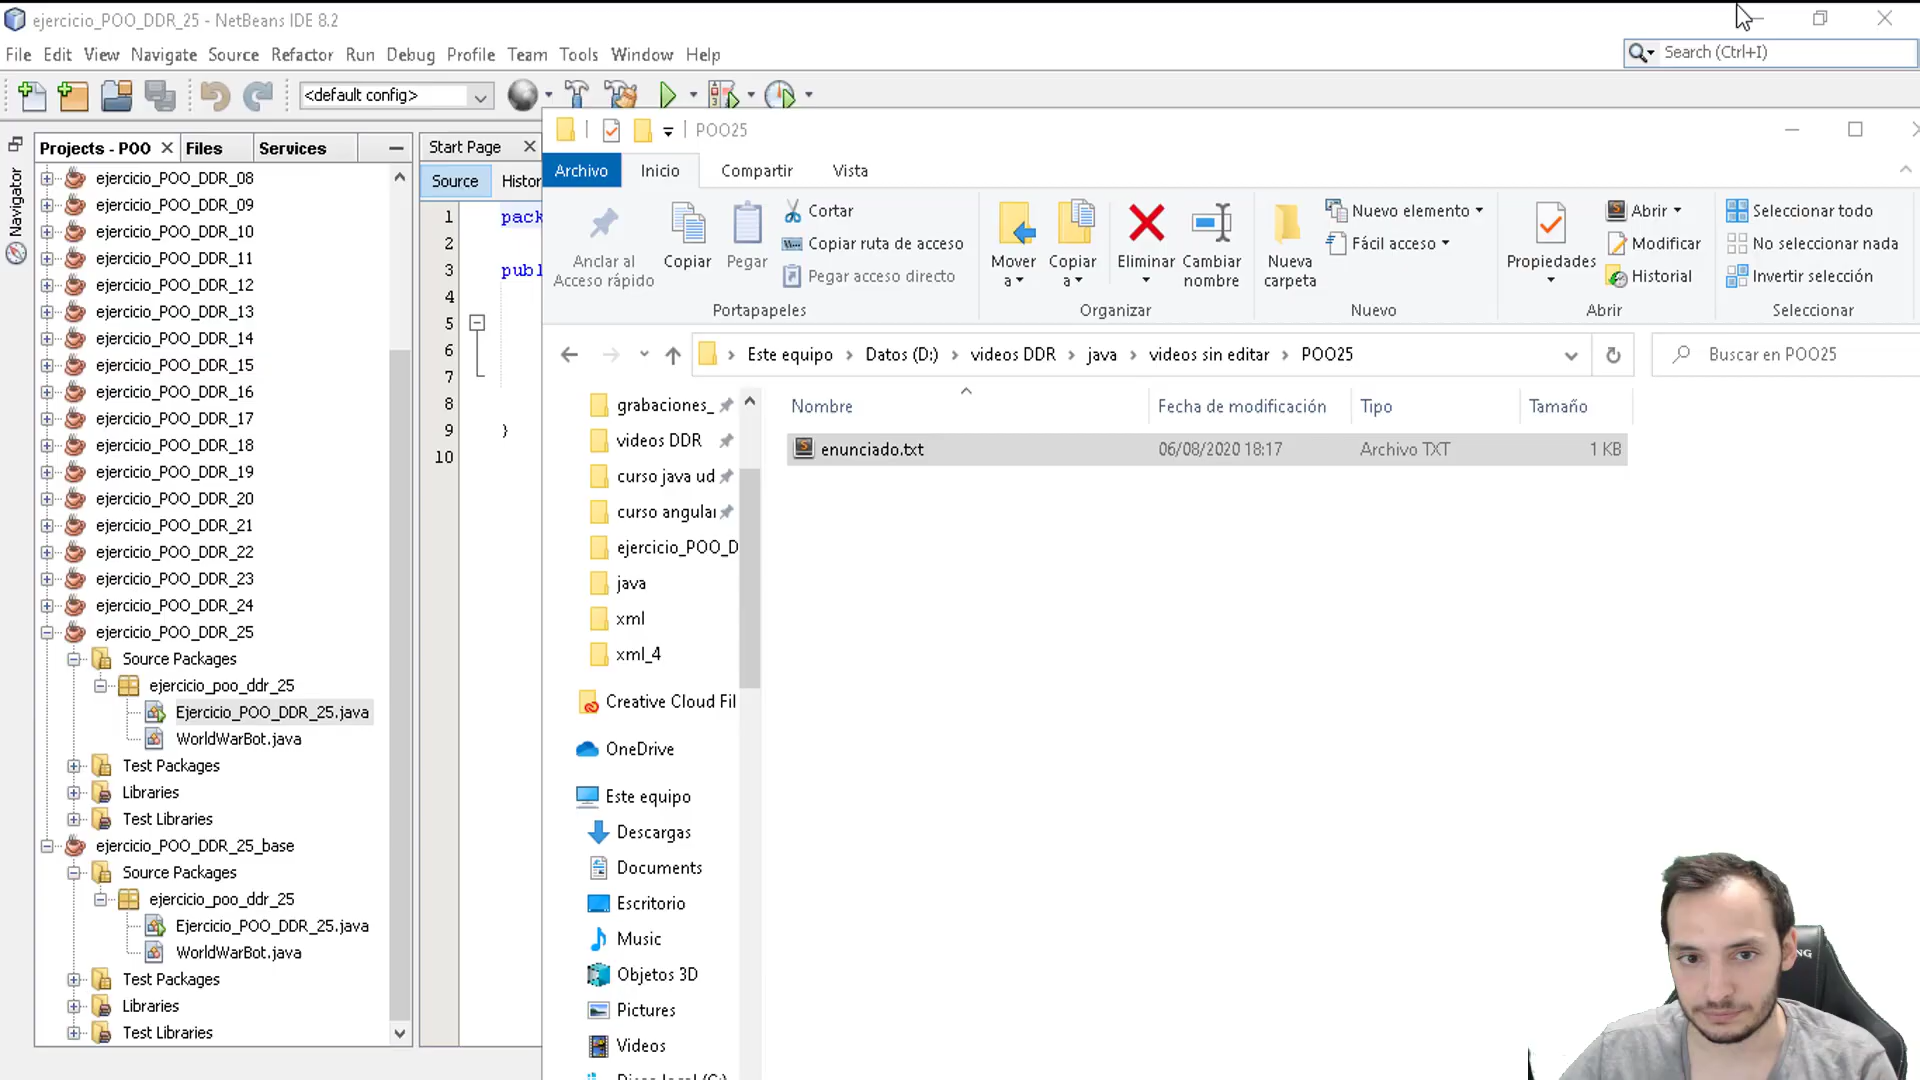 ejercicio_POO_DDR_25 - NetBeans IDE 8.2
File Edit View Navigate Source Refactor Run Debug Profile Team Tools Window Help
Search (Ctrl+I)
<default config>
Navigator
Projects - POO
Files
Services
ejercicio_POO_DDR_08
ejercicio_POO_DDR_09
ejercicio_POO_DDR_10
ejercicio_POO_DDR_11
ejercicio_POO_DDR_12
ejercicio_POO_DDR_13
ejercicio_POO_DDR_14
ejercicio_POO_DDR_15
ejercicio_POO_DDR_16
ejercicio_POO_DDR_17
ejercicio_POO_DDR_18
ejercicio_POO_DDR_19
ejercicio_POO_DDR_20
ejercicio_POO_DDR_21
ejercicio_POO_DDR_22
ejercicio_POO_DDR_23
ejercicio_POO_DDR_24
ejercicio_POO_DDR_25
Source Packages
ejercicio_poo_ddr_25
Ejercicio_POO_DDR_25.java
WorldWarBot.java
Test Packages
Libraries
Test Libraries
ejercicio_POO_DDR_25_base
Source Packages
ejercicio_poo_ddr_25
Ejercicio_POO_DDR_25.java
WorldWarBot.java
Test Packages
Libraries
Test Libraries
Start Page
Source
Histor
1 pack
2
3 publ
4
5
6
7
8
9 }
10
POO25
Archivo Inicio Compartir Vista
Anclar al
Acceso rápido
Copiar
Pegar
Cortar
Copiar ruta de acceso
Pegar acceso directo
Portapapeles
Mover
a
Copiar
a
Eliminar
Cambiar
nombre
Organizar
Nueva
carpeta
Nuevo elemento
Fácil acceso
Nuevo
Propiedades
Abrir
Modificar
Historial
Abrir
Seleccionar todo
No seleccionar nada
Invertir selección
Seleccionar
Este equipo > Datos (D:) > videos DDR > java > videos sin editar > POO25
Buscar en POO25
grabaciones_
videos DDR
curso java ud
curso angular
ejercicio_POO_D
java
xml
xml_4
Creative Cloud Fil
OneDrive
Este equipo
Descargas
Documents
Escritorio
Music
Objetos 3D
Pictures
Videos
Nombre Fecha de modificación Tipo Tamaño
enunciado.txt 06/08/2020 18:17 Archivo TXT 1 KB
NG